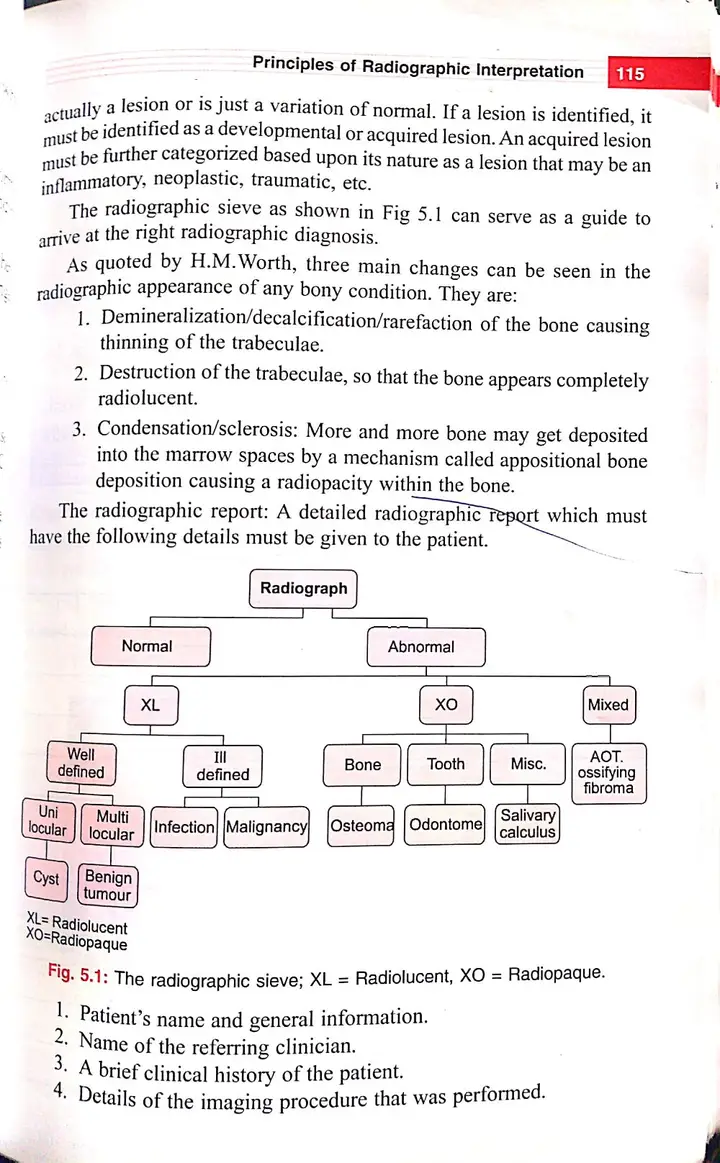 Principles of Radiographic Interpretation 115
actually a lesion or is just a variation of normal. If a lesion is identified, it
must be identified as a developmental or acquired lesion. An acquired lesion
must be further categorized based upon its nature as a lesion that may be an
inflammatory, neoplastic, traumatic, etc.
The radiographic sieve as shown in Fig 5.1 can serve as a guide to
arrive at the right radiographic diagnosis.
As quoted by H.M.Worth, three main changes can be seen in the
radiographic appearance of any bony condition. They are:
1. Demineralization/decalcification/rarefaction of the bone causing
thinning of the trabeculae.
2. Destruction of the trabeculae, so that the bone appears completely
radiolucent.
3. Condensation/sclerosis: More and more bone may get deposited
into the marrow spaces by a mechanism called appositional bone
deposition causing a radiopacity within the bone.
The radiographic report: A detailed radiographic report which must
have the following details must be given to the patient.
Radiograph
Normal Abnormal
XL XO Mixed
Well
defined
Ill
defined
Bone
Tooth
Misc.
AOT.
ossifying
fibroma
Uni
locular
Multi
locular
Infection
Malignancy
Osteoma
Odontome
Salivary
calculus
Cyst
Benign
tumour
XL= Radiolucent
XO=Radiopaque
Fig. 5.1: The radiographic sieve; XL = Radiolucent, XO = Radiopaque.
1. Patient's name and general information.
2. Name of the referring clinician.
3. A brief clinical history of the patient.
4. Details of the imaging procedure that was performed.